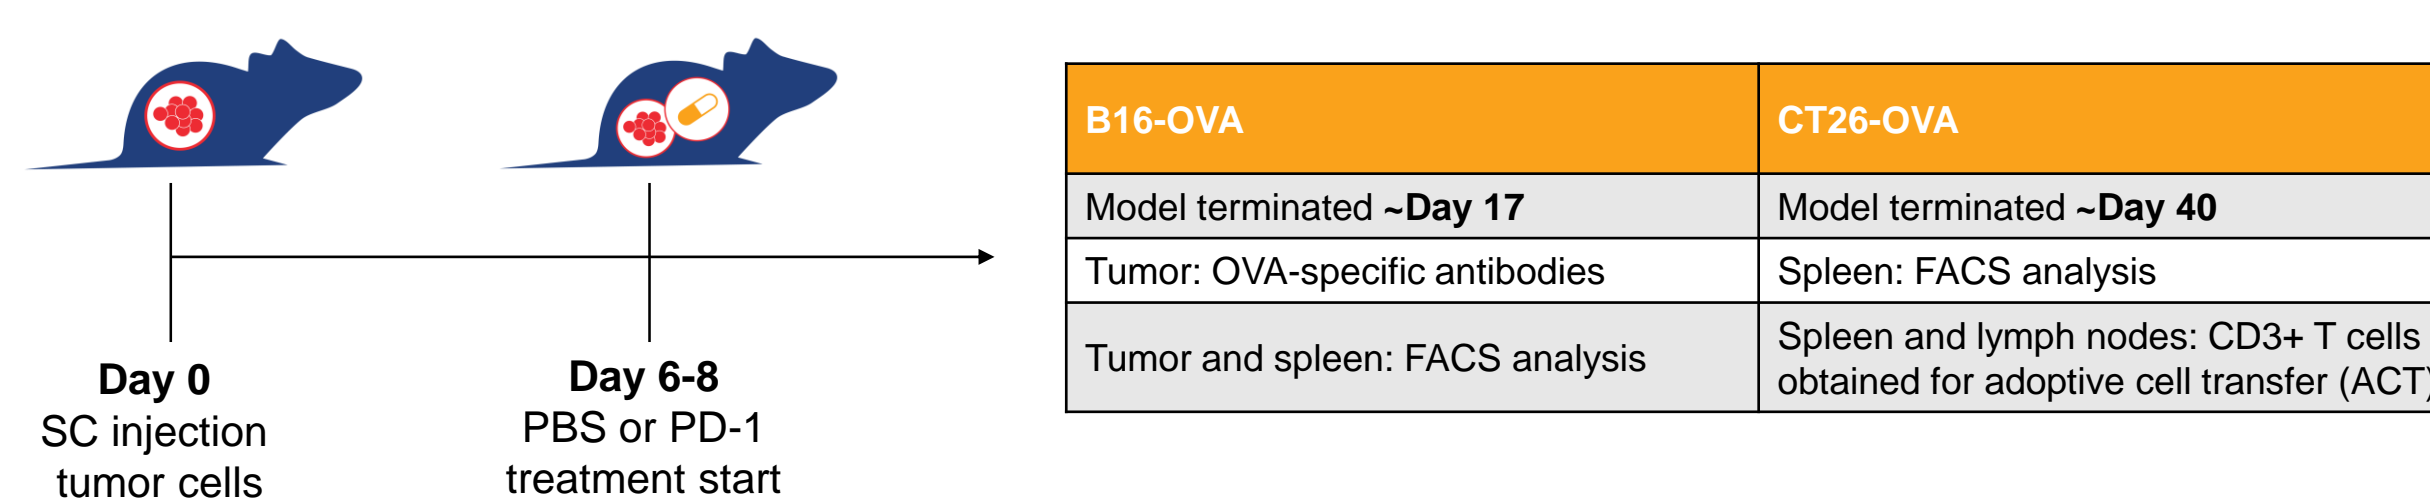 Day 0
SC injection
tumor cells
Day 6-8
PBS or PD-1
treatment start
B16-OVA
CT26-OVA
Model terminated ~Day 17
Model terminated ~Day 40
Tumor: OVA-specific antibodies
Spleen: FACS analysis
Tumor and spleen: FACS analysis
Spleen and lymph nodes: CD3+ T cells
obtained for adoptive cell transfer (ACT)